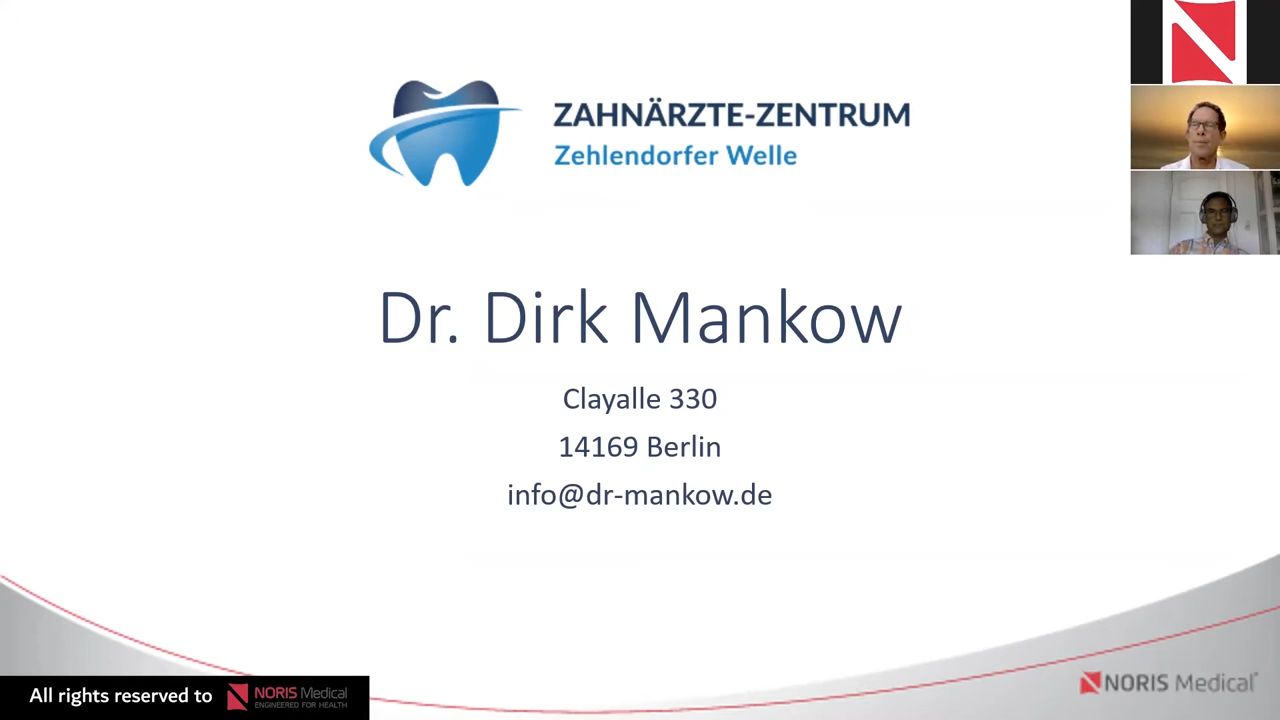 ZAHNÄRZTE-ZENTRUM
Zehlendorfer Welle
Dr. Dirk Mankow
Clayalle 330
14169 Berlin
info@dr-mankow.de
All rights reserved to NORIS Medical
ENGINEERED FOR HEALTH
NORIS Medical